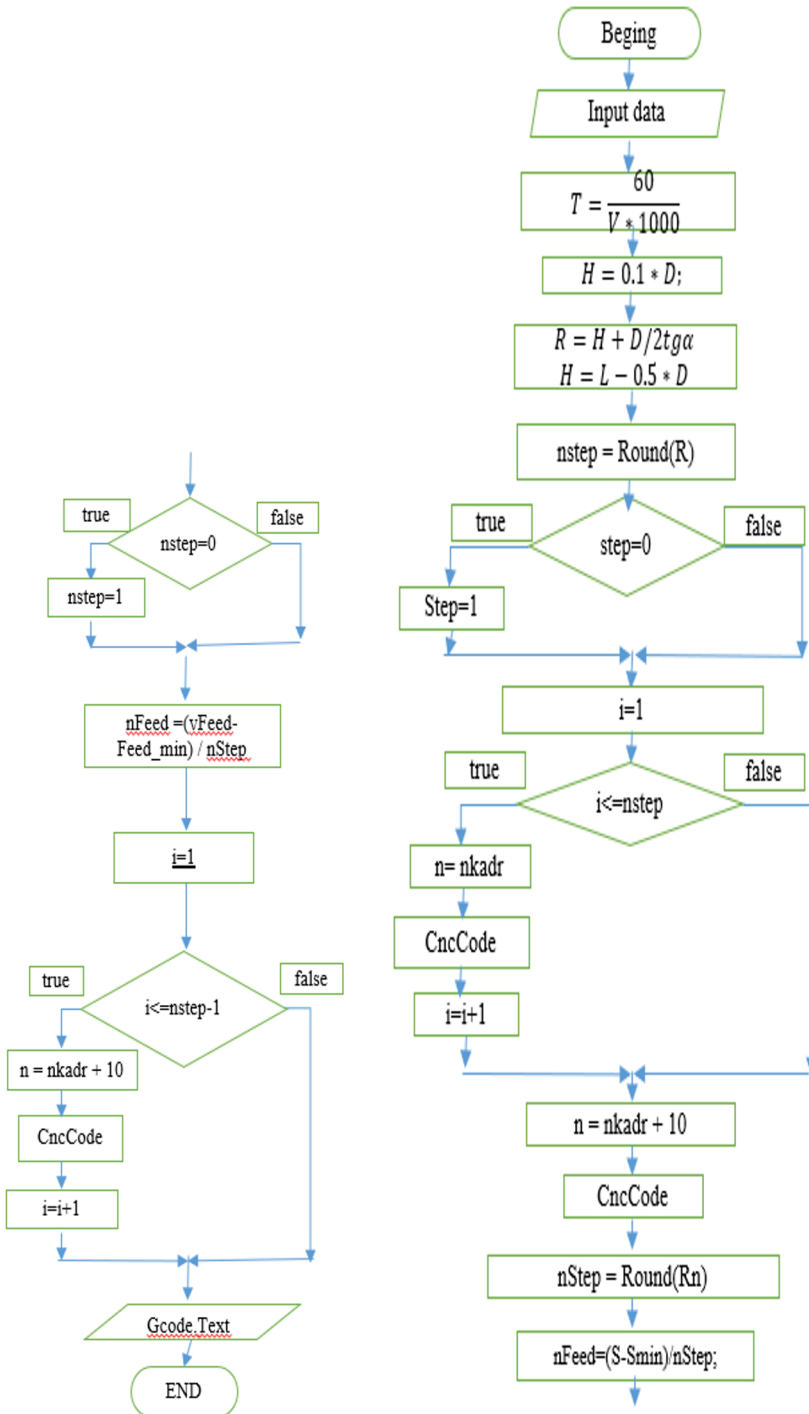 Beging
Input data
T = 60 / V * 1000
H = 0.1 * D;
R = H + D/2tgα
H = L − 0.5 * D
nstep = Round(R)
true
step=0
false
Step=1
i=1
true
i<=nstep
false
n= nkadr
CncCode
i=i+1
n = nkadr + 10
CncCode
nStep = Round(Rn)
nFeed=(S-Smin)/nStep;
true
nstep=0
false
nstep=1
nFeed =(vFeed-
Feed_min) / nStep
i=1
true
i<=nstep-1
false
n = nkadr + 10
CncCode
i=i+1
Gcode.Text
END